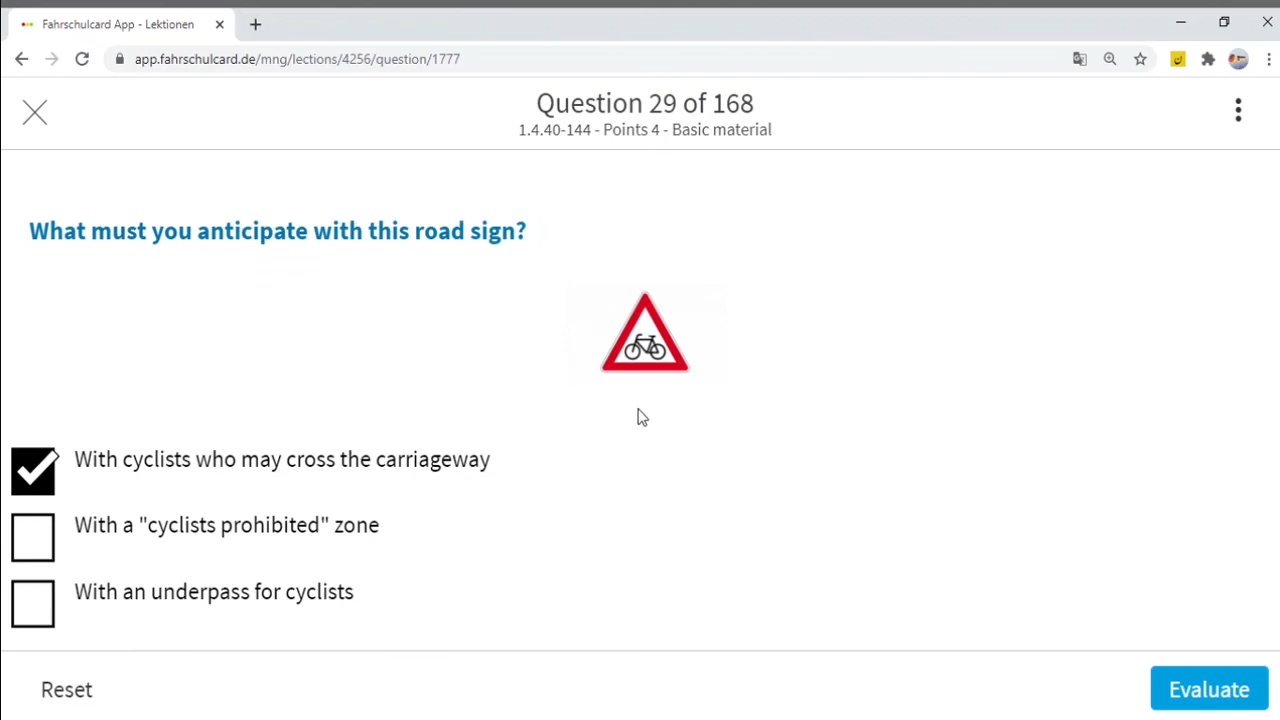 Fahrschulcard App - Lektionen
app.fahrschulcard.de/mng/lections/4256/question/1777
Question 29 of 168
1.4.40-144 - Points 4 - Basic material
What must you anticipate with this road sign?
With cyclists who may cross the carriageway
With a "cyclists prohibited" zone
With an underpass for cyclists
Reset
Evaluate